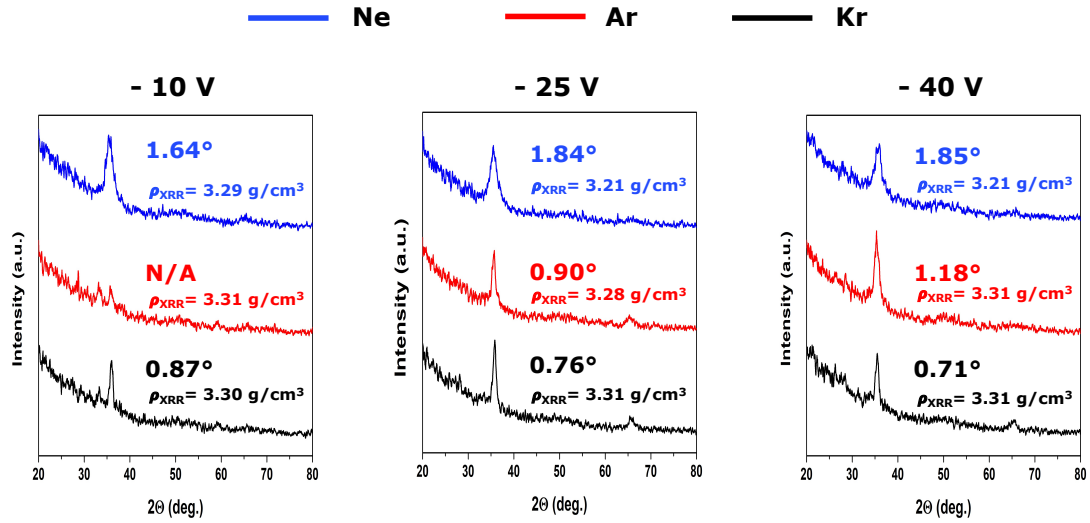 Ne Ar Kr
- 10 V
Intensity (a.u.)
1.64°
ρXRR= 3.29 g/cm³
N/A
ρXRR= 3.31 g/cm³
0.87°
ρXRR= 3.30 g/cm³
20 30 40 50 60 70 80
2Θ (deg.)
- 25 V
Intensity (a.u.)
1.84°
ρXRR= 3.21 g/cm³
0.90°
ρXRR= 3.28 g/cm³
0.76°
ρXRR= 3.31 g/cm³
20 30 40 50 60 70 80
2Θ (deg.)
- 40 V
Intensity (a.u.)
1.85°
ρXRR= 3.21 g/cm³
1.18°
ρXRR= 3.31 g/cm³
0.71°
ρXRR= 3.31 g/cm³
20 30 40 50 60 70 80
2Θ (deg.)